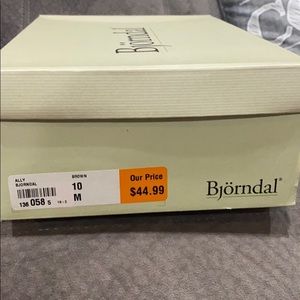 Björndal
ALLY
BJORNDAL
BROWN
10
M
136 058 5
Our Price
$44.99
Björndal®